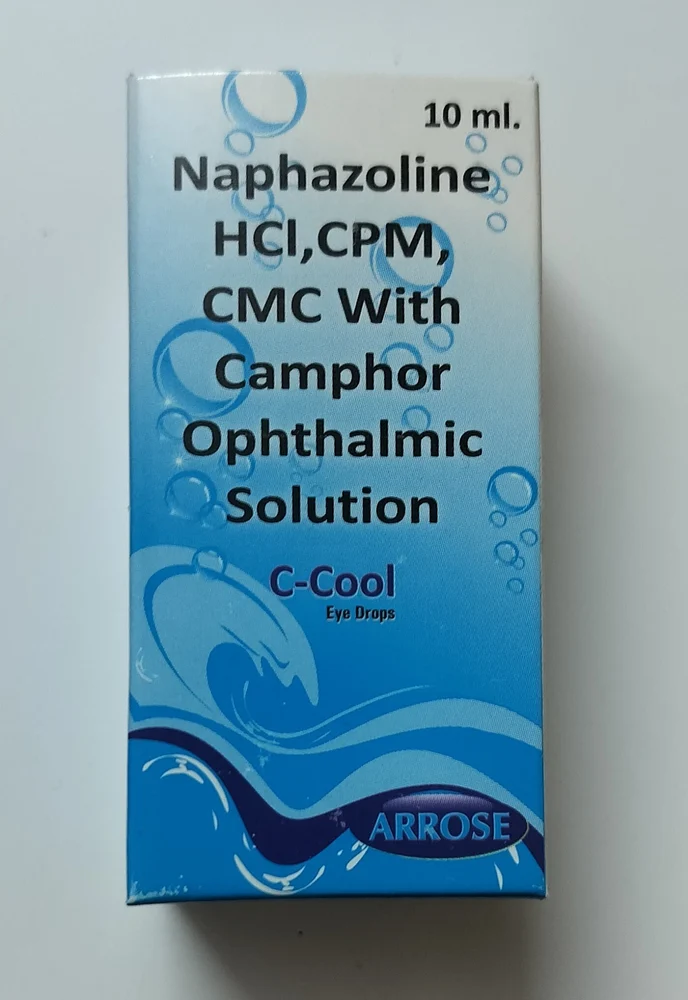 10 ml.
Naphazoline
HCl,CPM,
CMC With
Camphor
Ophthalmic
Solution
C-Cool
Eye Drops
ARROSE